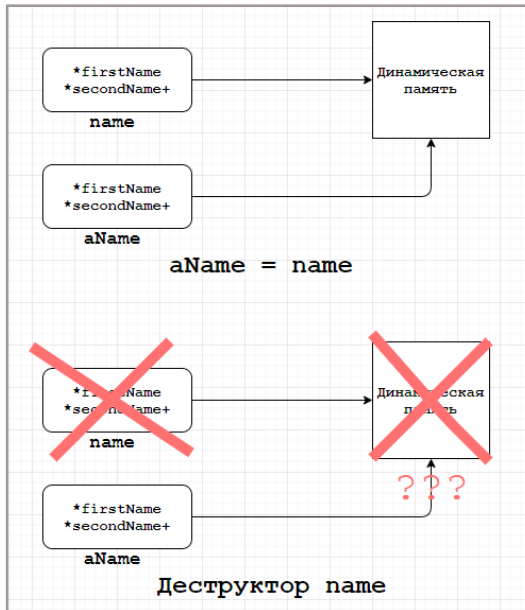 *firstName
*secondName+
name
Динамическая
память
*firstName
*secondName+
aName
aName = name
*firstName
*secondName+
name
Динамическая
память
???
*firstName
*secondName+
aName
Деструктор name